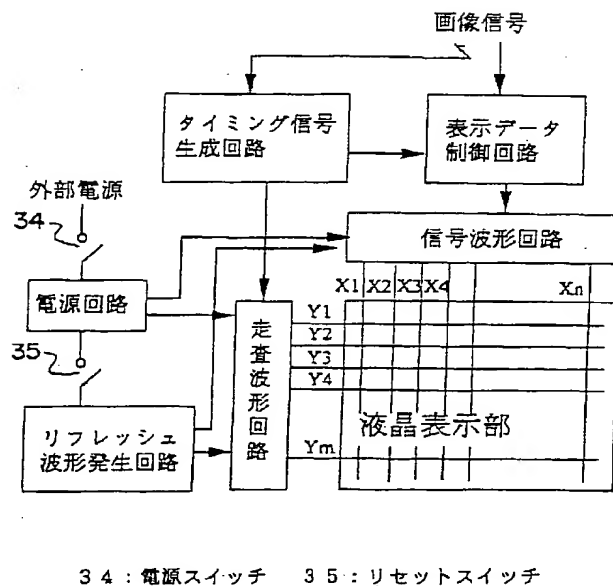 画像信号
タイミング信号
生成回路
表示データ
制御回路
外部電源
34
信号波形回路
X1 X2 X3 X4 Xn
電源回路
35
走査波形回路
Y1
Y2
Y3
Y4
Ym
液晶表示部
リフレッシュ
波形発生回路
34：電源スイッチ 35：リセットスイッチ